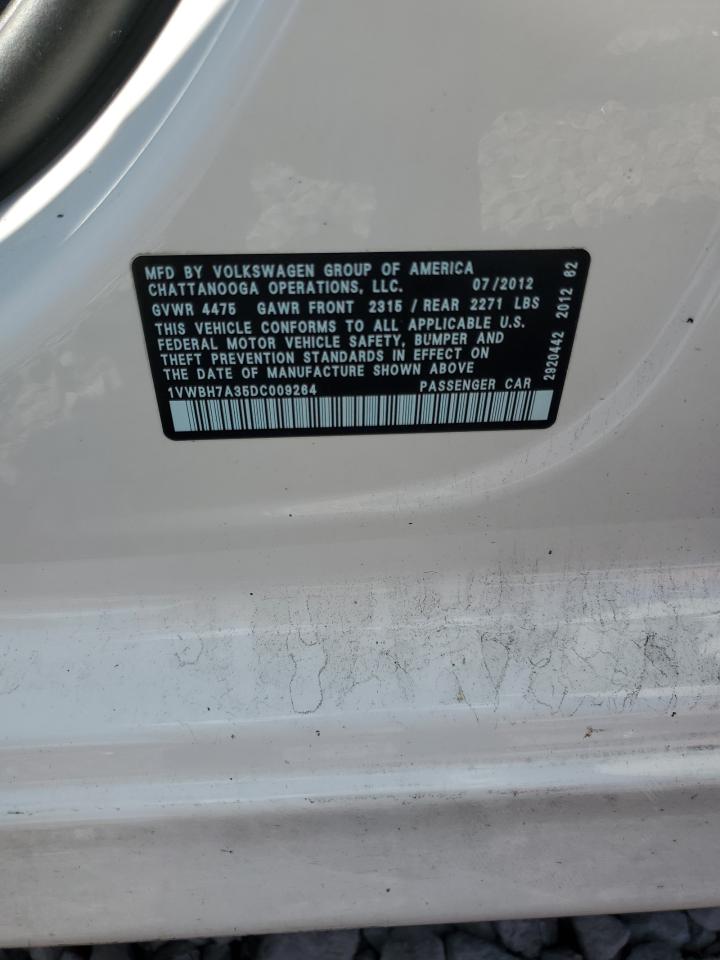 MFD BY VOLKSWAGEN GROUP OF AMERICA
CHATTANOOGA OPERATIONS, LLC. 07/2012
GVWR 4475 GAWR FRONT 2315 / REAR 2271 LBS
THIS VEHICLE CONFORMS TO ALL APPLICABLE U.S.
FEDERAL MOTOR VEHICLE SAFETY, BUMPER AND
THEFT PREVENTION STANDARDS IN EFFECT ON
THE DATE OF MANUFACTURE SHOWN ABOVE
1VWBH7A35DC009264 PASSENGER CAR
2920442 2012 62